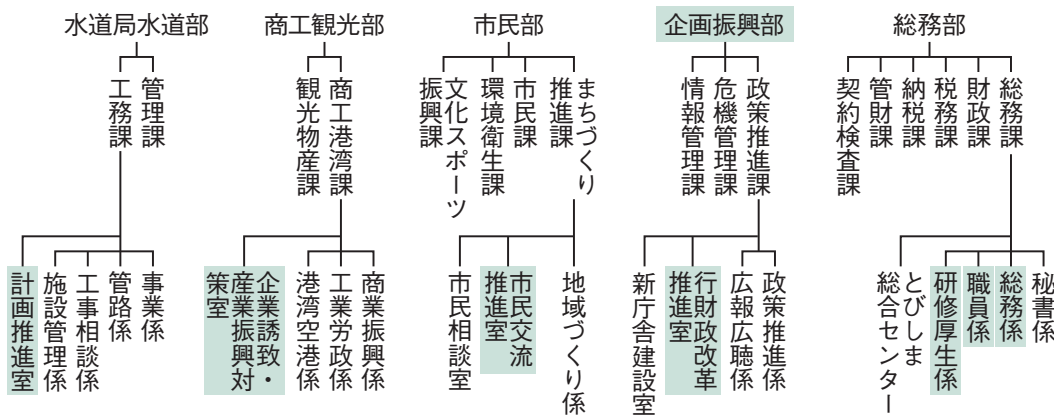 総務部
総務課
財政課
税務課
納税課
管財課
契約検査課
秘書係
総務係
職員係
研修厚生係
とびしま
総合センター
企画振興部
政策推進課
危機管理課
情報管理課
政策推進係
広報広聴係
行財政改革
推進室
新庁舎建設室
市民部
まちづくり
推進課
市民課
環境衛生課
文化スポーツ
振興課
地域づくり係
市民交流
推進室
市民相談室
商工観光部
商工港湾課
観光物産課
商業振興係
工業労政係
港湾空港係
企業誘致・
産業振興対
策室
水道局水道部
管理課
工務課
事業係
管路係
工事相談係
施設管理係
計画推進室